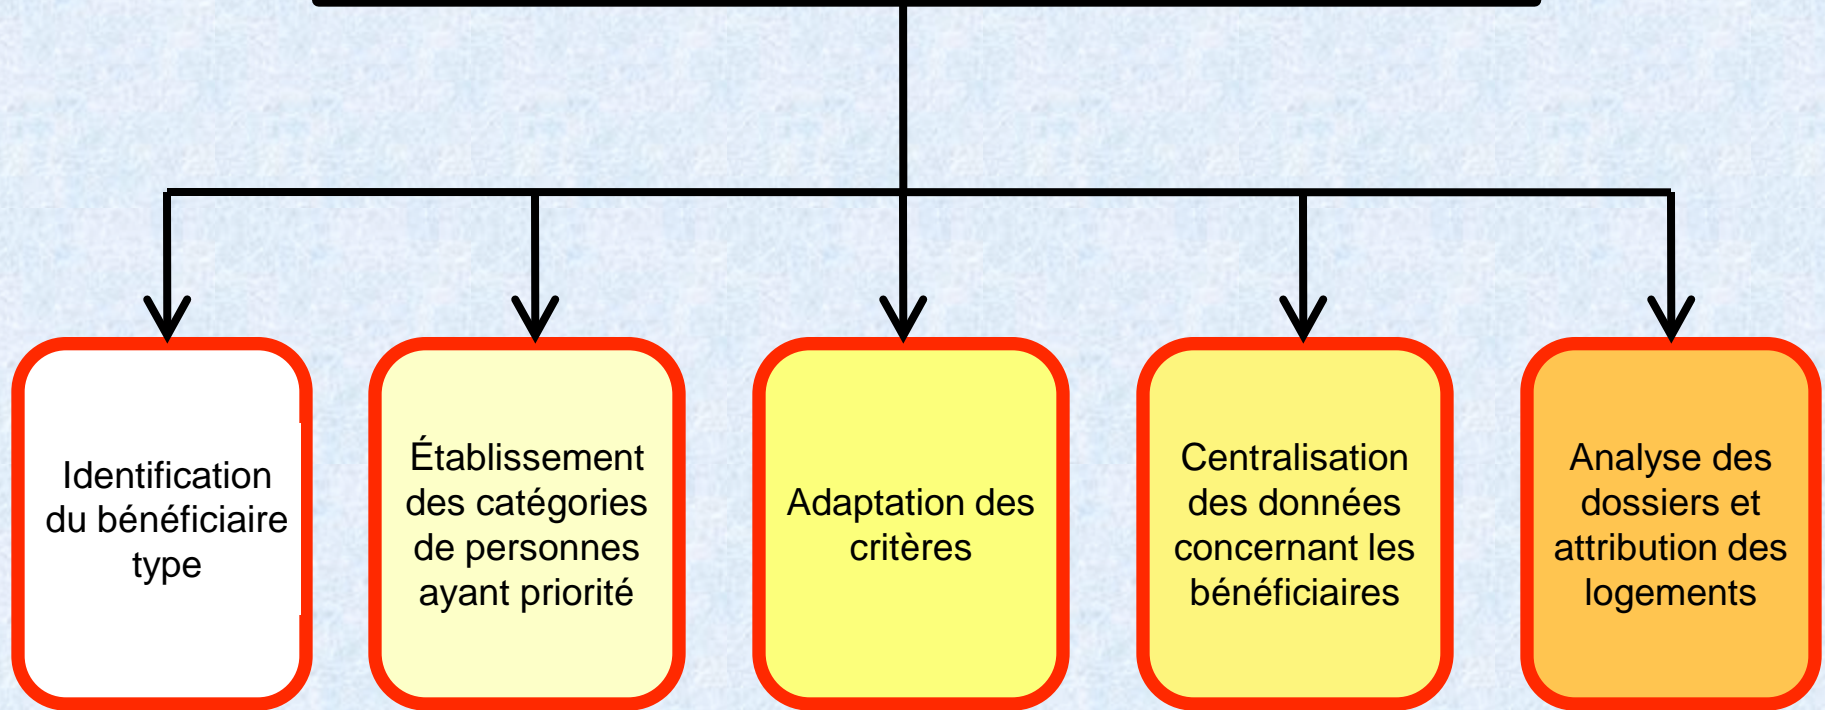 Identification
du bénéficiaire
type
Établissement
des catégories
de personnes
ayant priorité
Adaptation des
critères
Centralisation
des données
concernant les
bénéficiaires
Analyse des
dossiers et
attribution des
logements